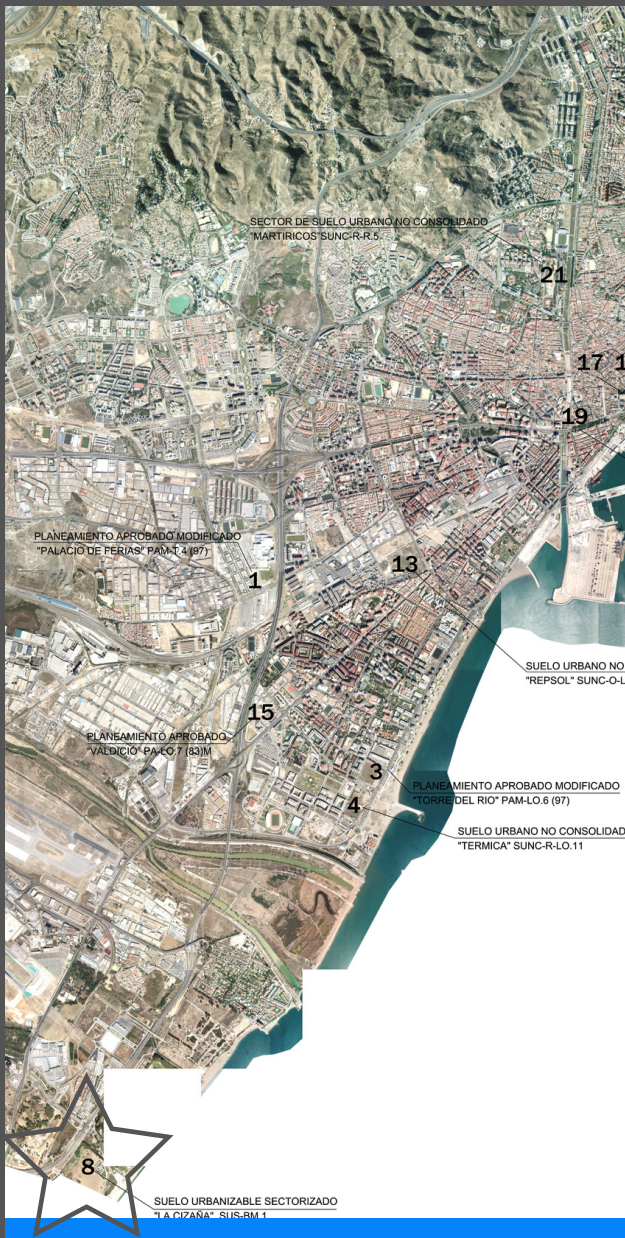 SECTOR DE SUELO URBANO NO CONSOLIDADO
"MARTIRICOS"SUNC-R-R.5
21
17
1
19
PLANEAMIENTO APROBADO MODIFICADO
"PALACIO DE FERIAS" PAM-T.4 (97)
13
1
SUELO URBANO NO
"REPSOL" SUNC-O-L
15
PLANEAMIENTO APROBADO
"VALDICIO" PA-LO.7 (83)M
3
PLANEAMIENTO APROBADO MODIFICADO
"TORRE DEL RIO" PAM-LO.6 (97)
4
SUELO URBANO NO CONSOLIDAD
"TERMICA" SUNC-R-LO.11
8
SUELO URBANIZABLE SECTORIZADO
"LA CIZAÑA" SUS-BM.1